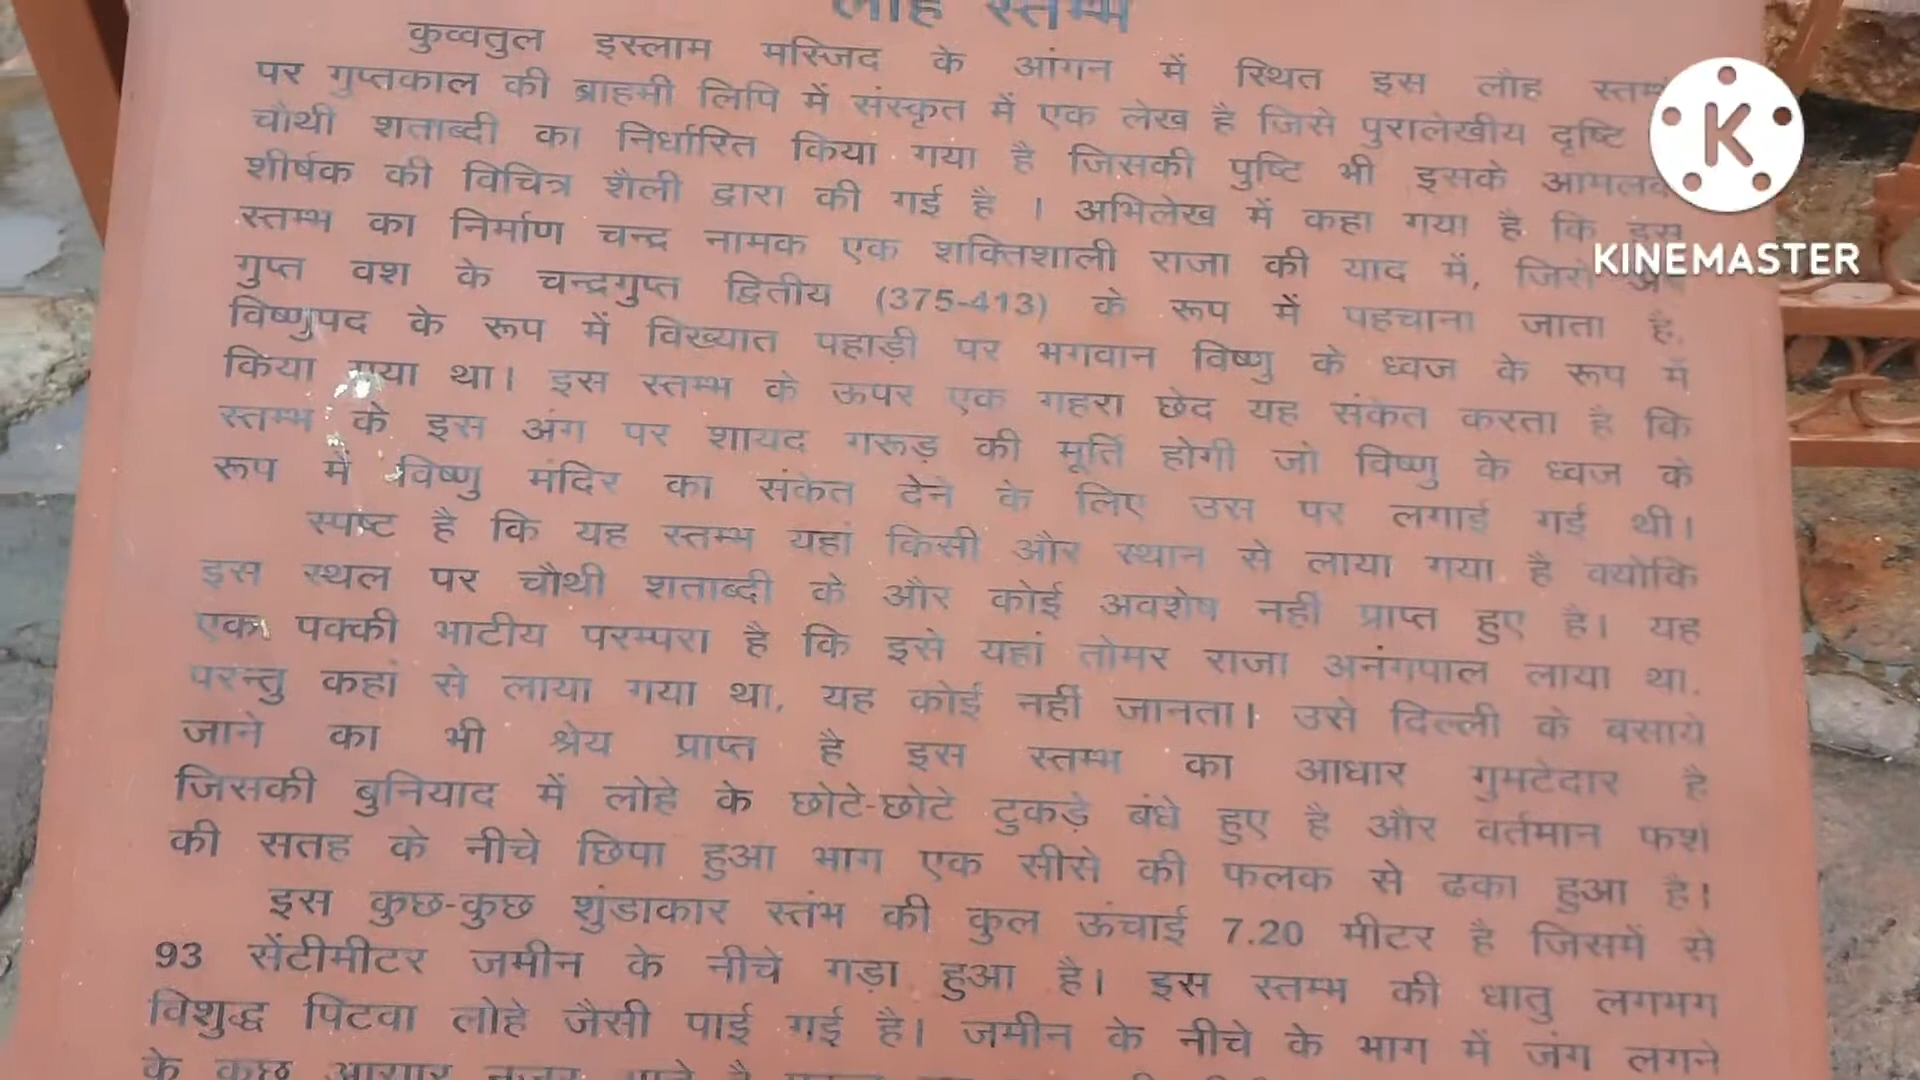 लौह स्तम्भ
कुव्वतुल इस्लाम मस्जिद के आंगन में स्थित इस लौह
पर गुप्तकाल की ब्राहमी लिपि में संस्कृत में एक लेख है जिसे पुरालेखीय दृष्टि
चौथी शताब्दी का निर्धारित किया गया है जिसकी पुष्टि भी इसके
शीर्षक की विचित्र शैली द्वारा की गई है । अभिलेख में कहा गया है कि इस
स्तम्भ का निर्माण चन्द्र नामक एक शक्तिशाली राजा की याद में,
गुप्त वश के चन्द्रगुप्त द्वितीय (375-413) के रूप में पहचाना जाता है,
विष्णुपद के रूप में विख्यात पहाड़ी पर भगवान विष्णु के ध्वज के रूप में
किया गया था। इस स्तम्भ के ऊपर एक गहरा छेद यह संकेत करता है कि
स्तम्भ के इस अंग पर शायद गरूड़ की मूर्ति होगी जो विष्णु के ध्वज के
रूप में विष्णु मंदिर का संकेत देने के लिए उस पर लगाई गई थी।
स्पष्ट है कि यह स्तम्भ यहां किसी और स्थान से लाया गया है क्योकि
इस स्थल पर चौथी शताब्दी के और कोई अवशेष नहीं प्राप्त हुए है। यह
एक पक्की भाटीय परम्परा है कि इसे यहां तोमर राजा अनंगपाल लाया था,
परन्तु कहां से लाया गया था, यह कोई नहीं जानता। उसे दिल्ली के बसाये
जाने का भी श्रेय प्राप्त है इस स्तम्भ का आधार गुमटेदार है
जिसकी बुनियाद में लोहे के छोटे-छोटे टुकड़े बंधे हुए है और वर्तमान फर्श
की सतह के नीचे छिपा हुआ भाग एक सीसे की फलक से ढका हुआ है।
इस कुछ-कुछ शुंडाकार स्तंभ की कुल ऊंचाई 7.20 मीटर है जिसमें से
93 सेंटीमीटर जमीन के नीचे गड़ा हुआ है। इस स्तम्भ की धातु लगभग
विशुद्ध पिटवा लोहे जैसी पाई गई है। जमीन के नीचे के भाग में जंग लगने
के कुछ
K
KINEMASTER